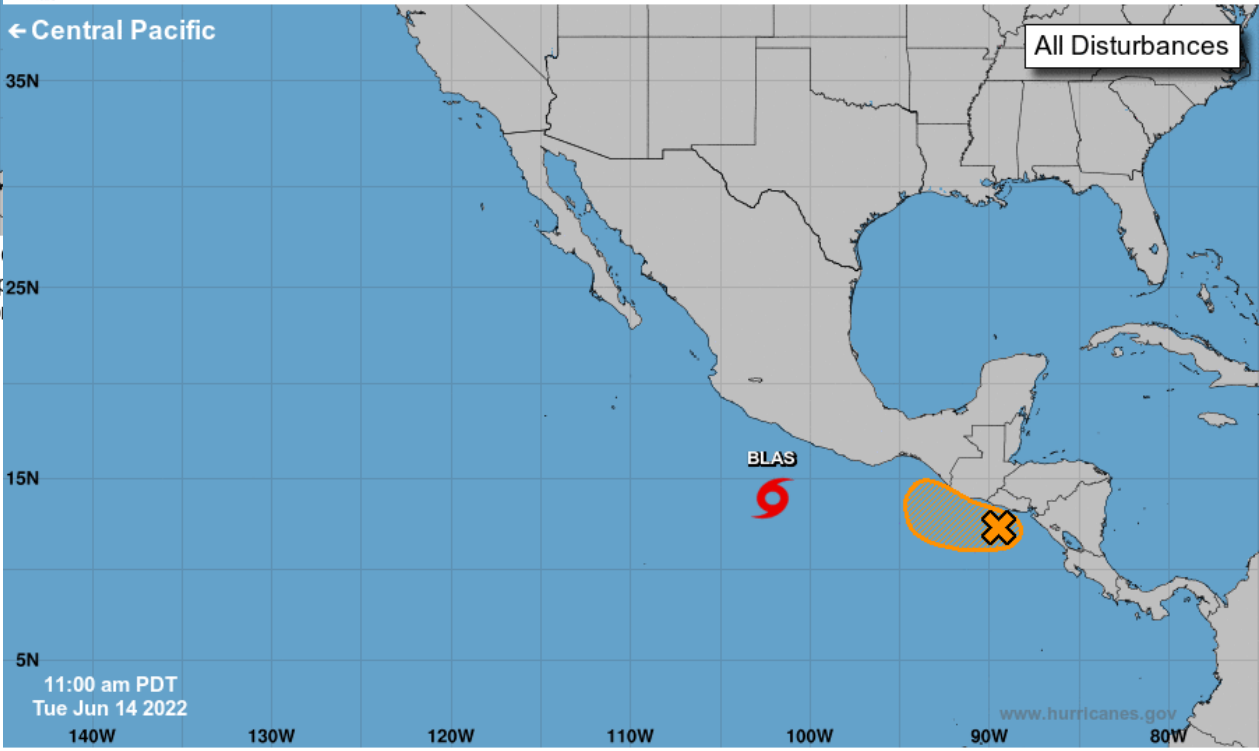 ← Central Pacific
All Disturbances
35N
25N
BLAS
15N
5N
11:00 am PDT
Tue Jun 14 2022
www.hurricanes.gov
140W 130W 120W 110W 100W 90W 80W